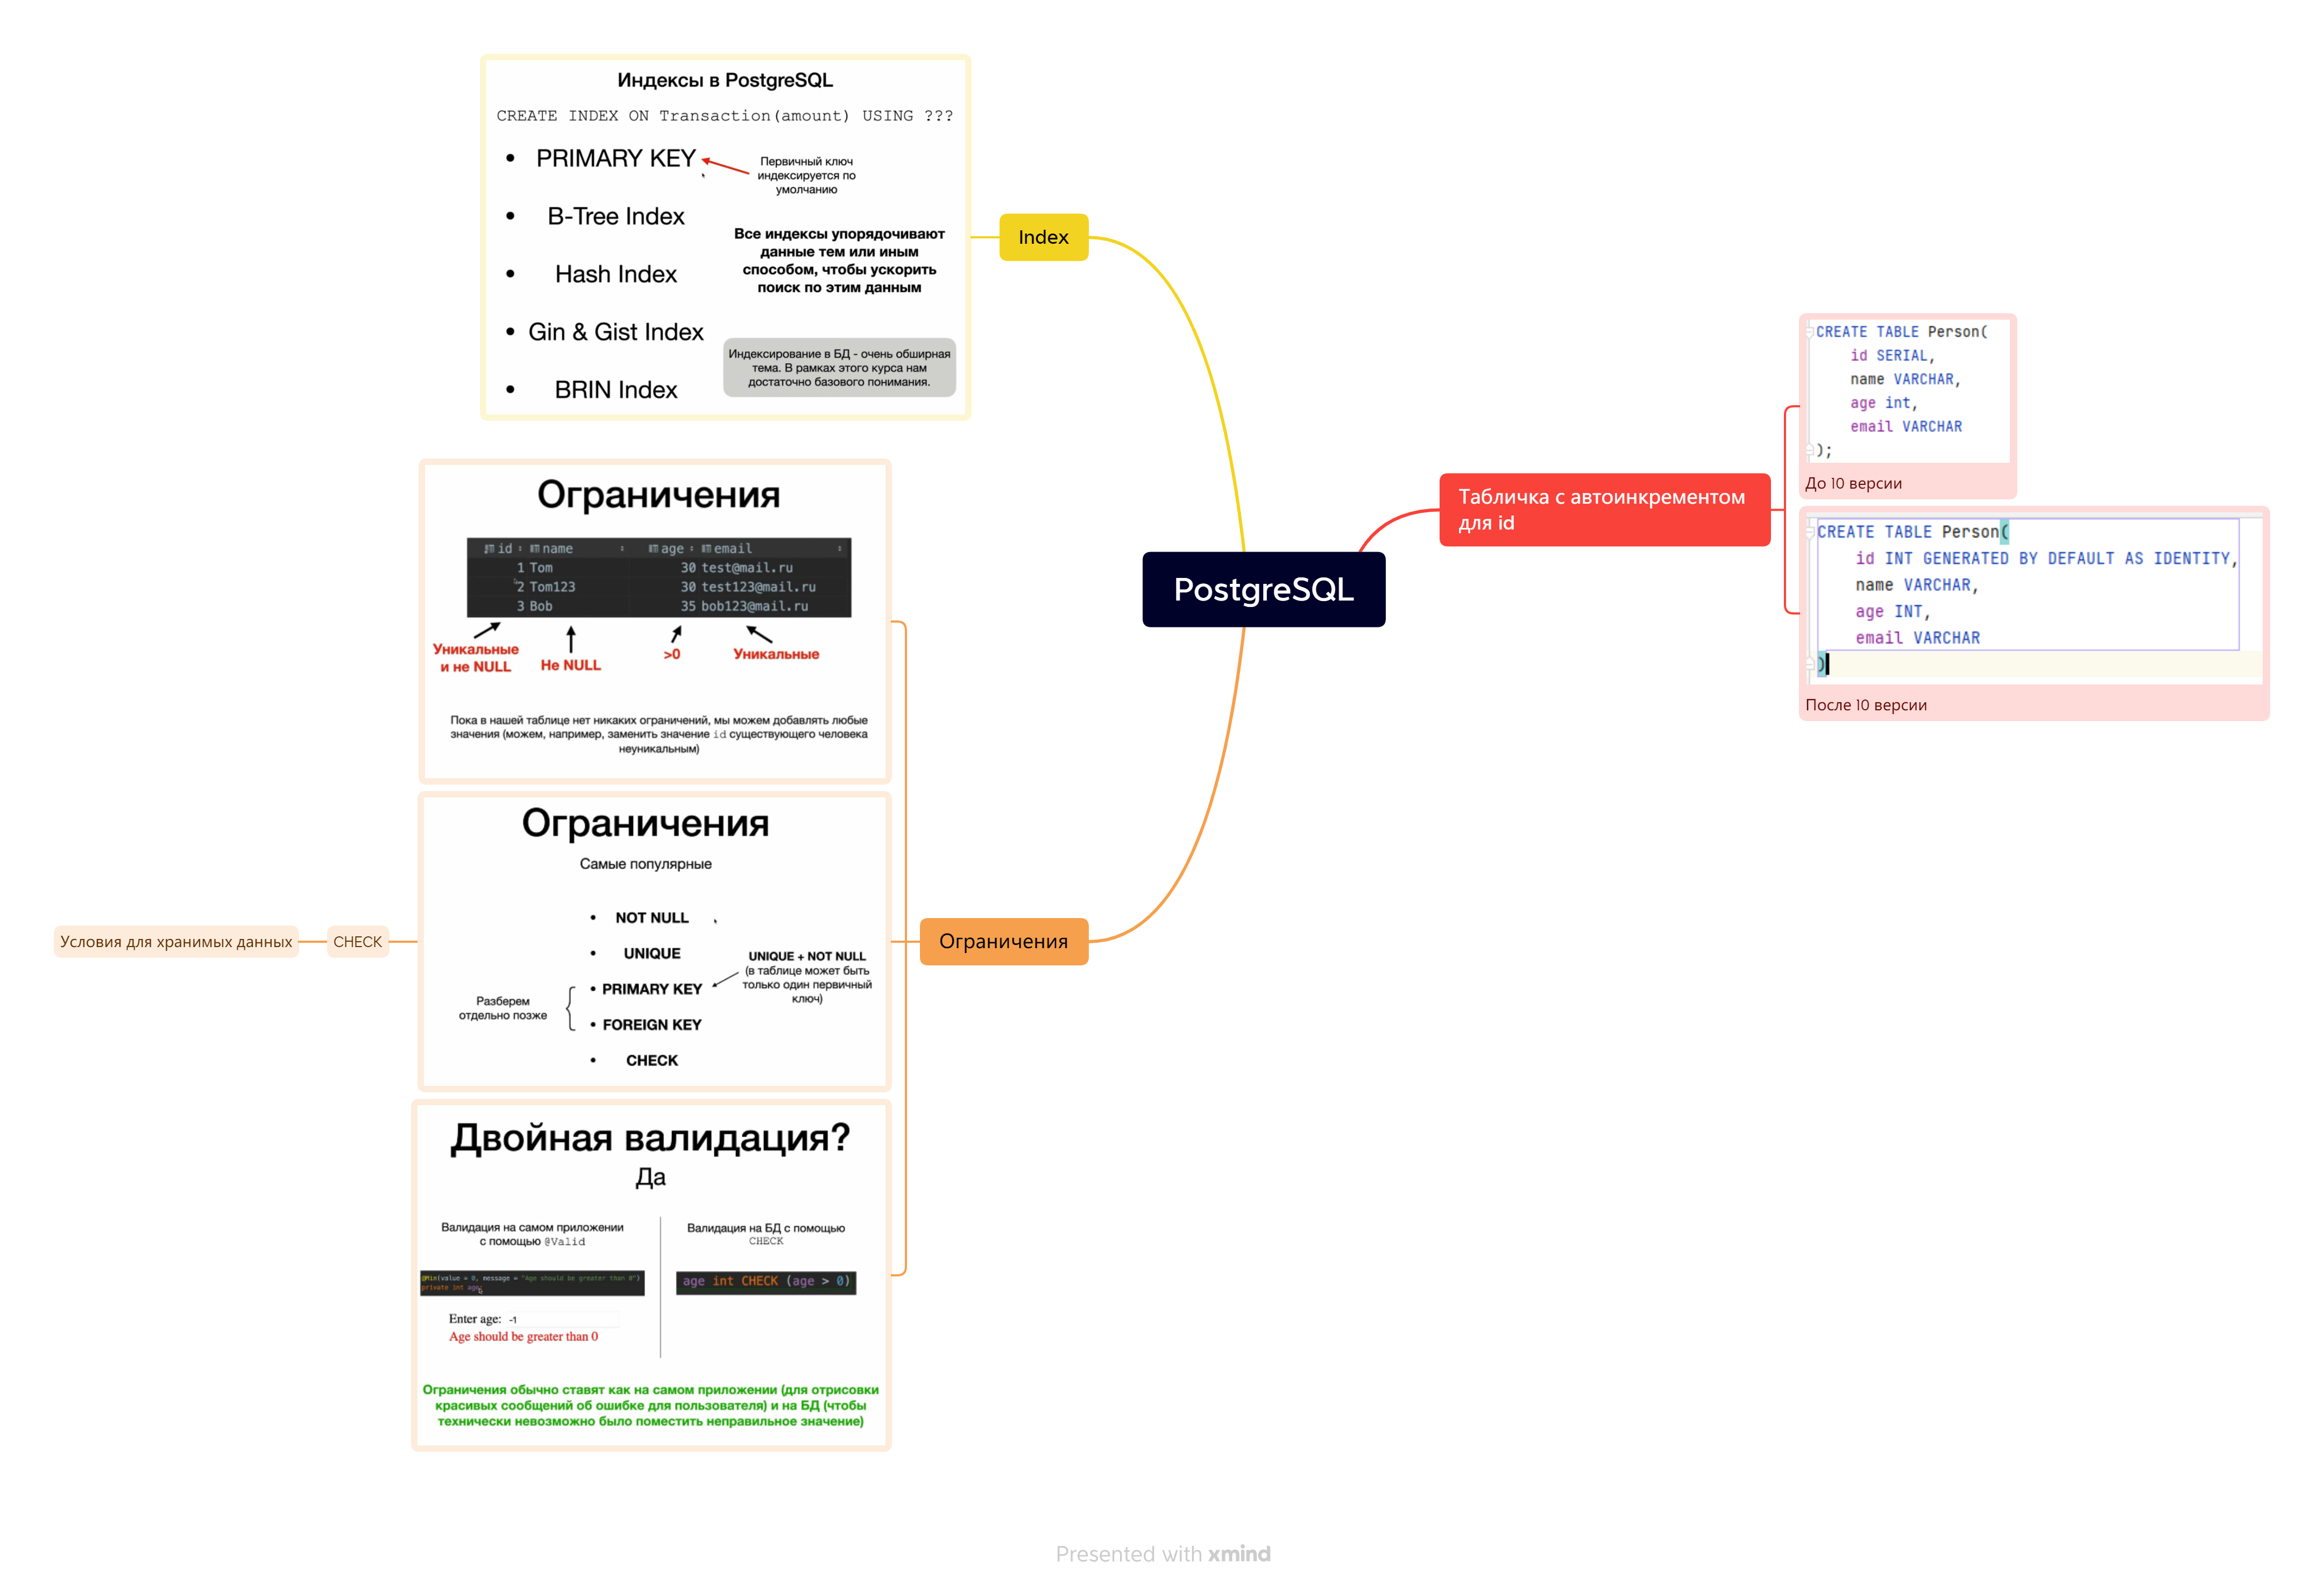 Индексы в PostgreSQL
CREATE INDEX ON Transaction(amount) USING ???
• PRIMARY KEY
Первичный ключ
индексируется по
умолчанию
• B-Tree Index
Все индексы упорядочивают
данные тем или иным
способом, чтобы ускорить
поиск по этим данным
• Hash Index
• Gin & Gist Index
Индексирование в БД - очень обширная
тема. В рамках этого курса нам
достаточно базового понимания.
• BRIN Index
Index
Ограничения
id name age email
1 Tom 30 test@mail.ru
2 Tom123 30 test123@mail.ru
3 Bob 35 bob123@mail.ru
Уникальные
и не NULL
Не NULL
>0
Уникальные
Пока в нашей таблице нет никаких ограничений, мы можем добавлять любые
значения (можем, например, заменить значение id существующего человека
неуникальным)
Ограничения
Самые популярные
• NOT NULL
• UNIQUE
• PRIMARY KEY
• FOREIGN KEY
• CHECK
UNIQUE + NOT NULL
(в таблице может быть
только один первичный
ключ)
Разберем
отдельно позже
CHECK
Условия для хранимых данных
Двойная валидация?
Да
Валидация на самом приложении
с помощью @Valid
@Min(value = 0, message = "Age should be greater than 0")
private int age;
Enter age: -1
Age should be greater than 0
Валидация на БД с помощью
CHECK
age int CHECK (age > 0)
Ограничения обычно ставят как на самом приложении (для отрисовки
красивых сообщений об ошибке для пользователя) и на БД (чтобы
технически невозможно было поместить неправильное значение)
Ограничения
PostgreSQL
Табличка с автоинкрементом
для id
CREATE TABLE Person(
id SERIAL,
name VARCHAR,
age int,
email VARCHAR
);
До 10 версии
CREATE TABLE Person(
id INT GENERATED BY DEFAULT AS IDENTITY,
name VARCHAR,
age INT,
email VARCHAR
)
После 10 версии
Presented with xmind